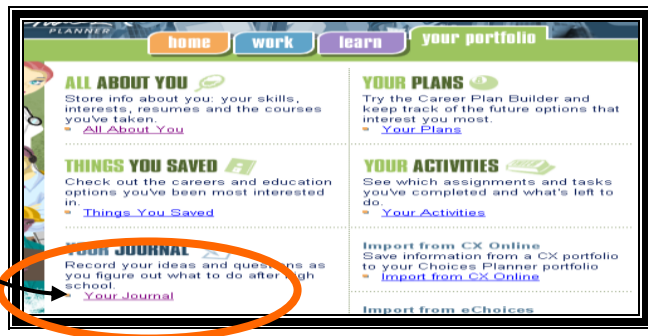 PLANNER
home
work
learn
your portfolio
ALL ABOUT YOU
Store info about you: your skills,
interests, resumes and the courses
you've taken.
All About You
THINGS YOU SAVED
Check out the careers and education
options you've been most interested
in.
Things You Saved
YOUR JOURNAL
Record your ideas and questions as
you figure out what to do after high
school.
Your Journal
YOUR PLANS
Try the Career Plan Builder and
keep track of the future options that
interest you most.
Your Plans
YOUR ACTIVITIES
See which assignments and tasks
you've completed and what's left to
do.
Your Activities
Import from CX Online
Save information from a CX portfolio
to your Choices Planner portfolio
Import from CX Online
Import from eChoices